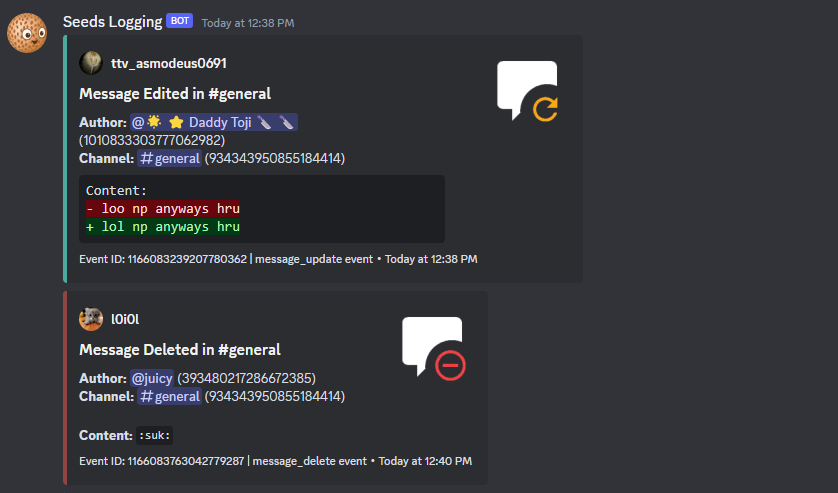 Seeds Logging BOT Today at 12:38 PM
ttv_asmodeus0691
Message Edited in #general
Author: @🌟 ⭐ Daddy Toji 🔪 🔪
(1010833303777062982)
Channel: #general (934343950855184414)
Content:
- loo np anyways hru
+ lol np anyways hru
Event ID: 1166083239207780362 | message_update event • Today at 12:38 PM
l0i0l
Message Deleted in #general
Author: @juicy (393480217286672385)
Channel: #general (934343950855184414)
Content: :suk:
Event ID: 1166083763042779287 | message_delete event • Today at 12:40 PM